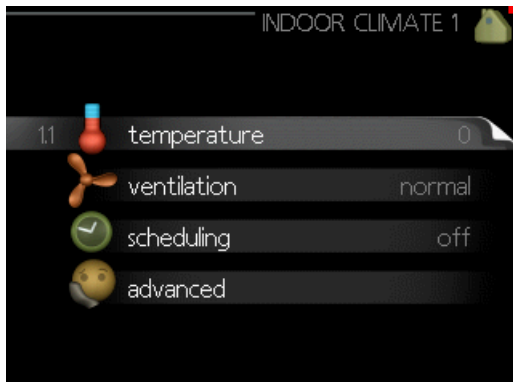 INDOOR CLIMATE 1
1.1 temperature 0
ventilation normal
scheduling off
advanced